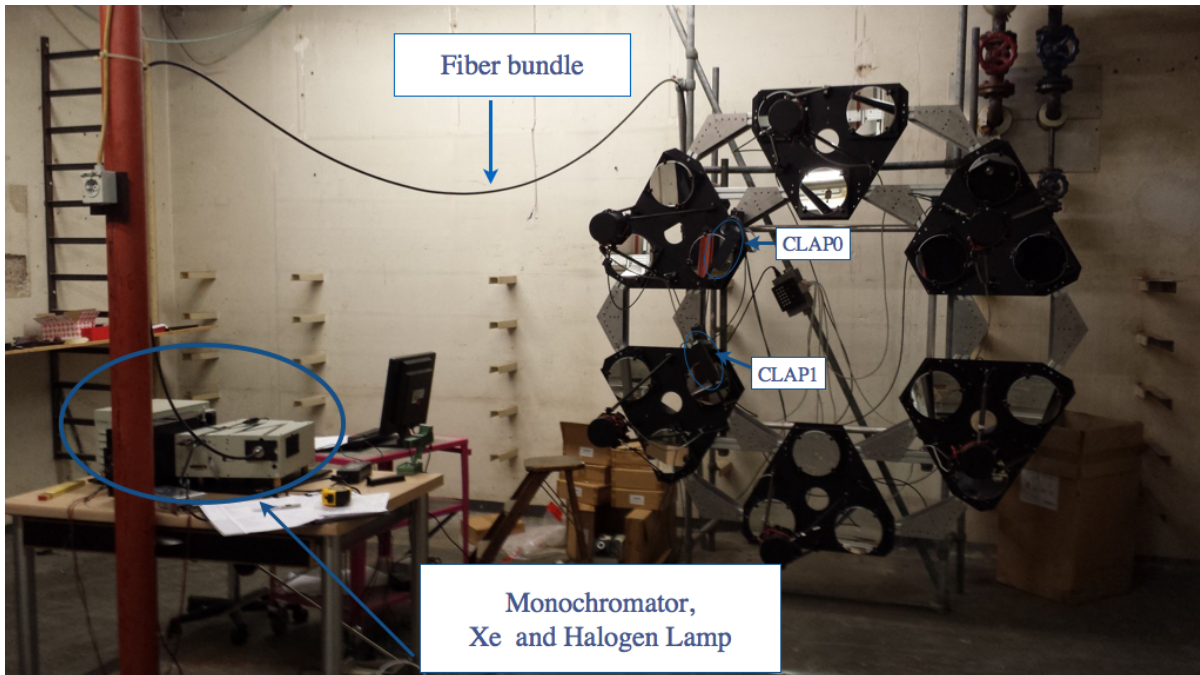 Fiber bundle
CLAP0
CLAP1
Monochromator,
Xe and Halogen Lamp